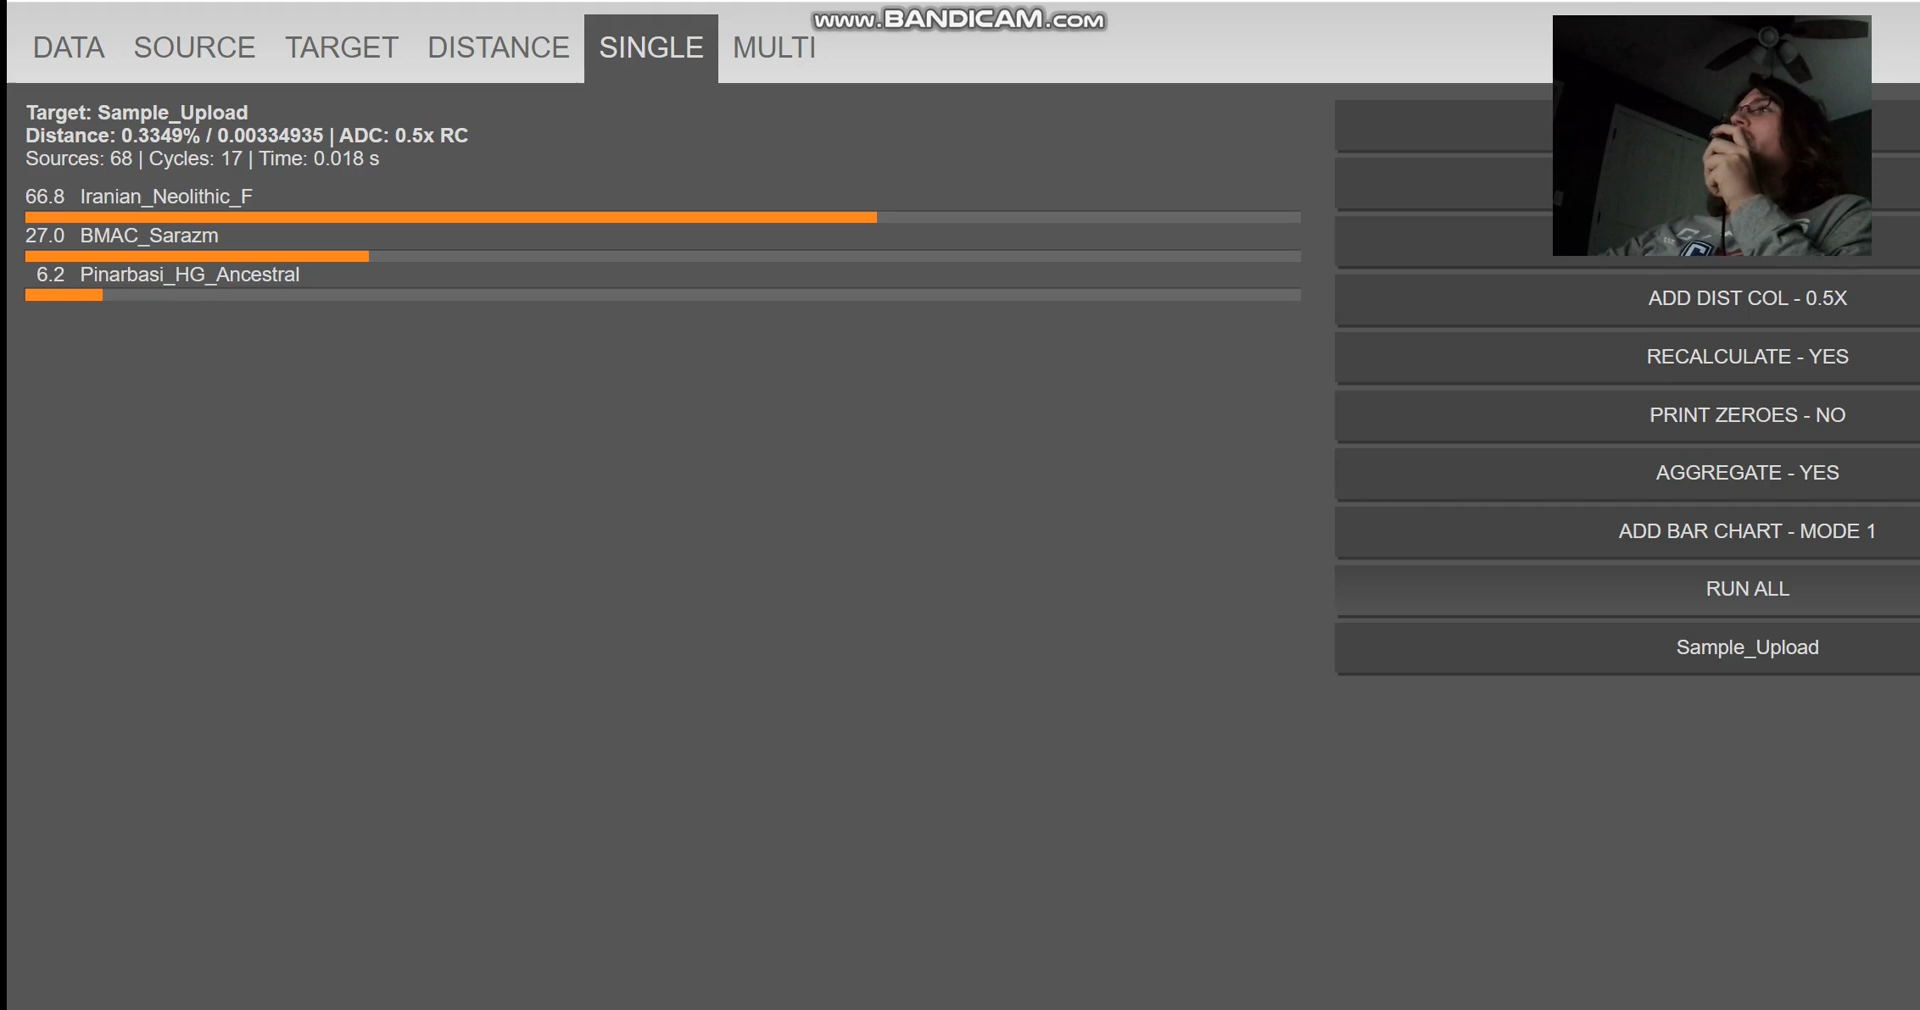 www.BANDICAM.com
DATA SOURCE TARGET DISTANCE SINGLE MULTI
Target: Sample_Upload
Distance: 0.3349% / 0.00334935 | ADC: 0.5x RC
Sources: 68 | Cycles: 17 | Time: 0.018 s
66.8 Iranian_Neolithic_F
27.0 BMAC_Sarazm
6.2 Pinarbasi_HG_Ancestral
ADD DIST COL - 0.5X
RECALCULATE - YES
PRINT ZEROES - NO
AGGREGATE - YES
ADD BAR CHART - MODE 1
RUN ALL
Sample_Upload